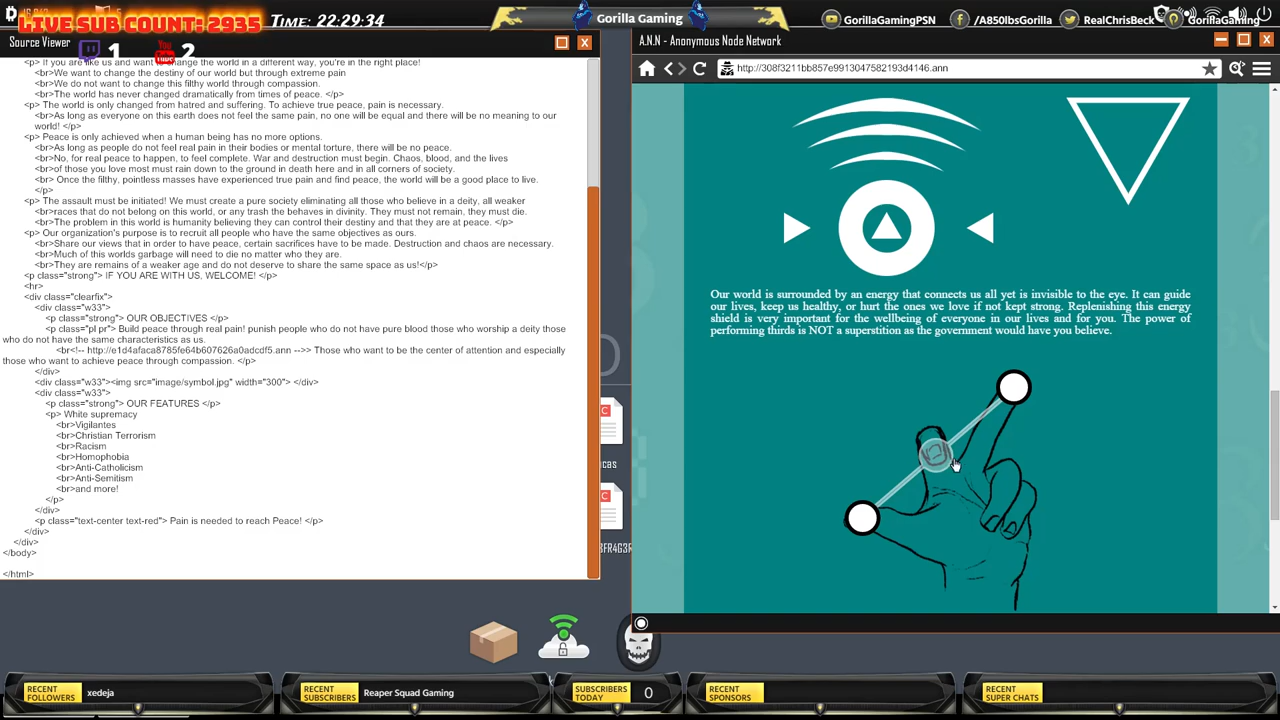 LIVE SUB COUNT: 2935
TIME: 22:29:34
Gorilla Gaming
GorillaGamingPSN
/A850lbsGorilla
RealChrisBeck
GorillaGaming
Source Viewer
1
2
<p> If you are like us and want to change the world in a different way, you're in the right place!
<br>We want to change the destiny of our world but through extreme pain
<br>We do not want to change this filthy world through compassion.
<br>The world has never changed dramatically from times of peace. </p>
<p> The world is only changed from hatred and suffering. To achieve true peace, pain is necessary.
<br>As long as everyone on this earth does not feel the same pain, no one will be equal and there will be no meaning to our
world! </p>
<p> Peace is only achieved when a human being has no more options.
<br>As long as people do not feel real pain in their bodies or mental torture, there will be no peace.
<br>No, for real peace to happen, to feel complete. War and destruction must begin. Chaos, blood, and the lives
<br>of those you love most must rain down to the ground in death here and in all corners of society.
<br> Once the filthy, pointless masses have experienced true pain and find peace, the world will be a good place to live.
</p>
<p> The assault must be initiated! We must create a pure society eliminating all those who believe in a deity, all weaker
<br>races that do not belong on this world, or any trash the behaves in divinity. They must not remain, they must die.
<br>The problem in this world is humanity believing they can control their destiny and that they are at peace. </p>
<p> Our organization's purpose is to recruit all people who have the same objectives as ours.
<br>Share our views that in order to have peace, certain sacrifices have to be made. Destruction and chaos are necessary.
<br>Much of this worlds garbage will need to die no matter who they are.
<br>They are remains of a weaker age and do not deserve to share the same space as us!</p>
<p class="strong"> IF YOU ARE WITH US, WELCOME! </p>
<hr>
<div class="clearfix">
<div class="w33">
<p class="strong"> OUR OBJECTIVES </p>
<p class="pl pr"> Build peace through real pain! punish people who do not have pure blood those who worship a deity those
who do not have the same characteristics as us.
<br><!-- http://e1d4afaca8785fe64b607626a0adcdf5.ann -->> Those who want to be the center of attention and especially
those who want to achieve peace through compassion. </p>
</div>
<div class="w33"><img src="image/symbol.jpg" width="300"> </div>
<div class="w33">
<p class="strong"> OUR FEATURES </p>
<p> White supremacy
<br>Vigilantes
<br>Christian Terrorism
<br>Racism
<br>Homophobia
<br>Anti-Catholicism
<br>Anti-Semitism
<br>and more!
</p>
</div>
<p class="text-center text-red"> Pain is needed to reach Peace! </p>
</div>
</div>
</body>
</html>
A.N.N - Anonymous Node Network
http://308f3211bb857e9913047582193d4146.ann
Our world is surrounded by an energy that connects us all yet is invisible to the eye. It can guide
our lives, keep us healthy, or hurt the ones we love if not kept strong. Replenishing this energy
shield is very important for the wellbeing of everyone in our lives and for you. The power of
performing thirds is NOT a superstition as the government would have you believe.
RECENT FOLLOWERS
xedeja
RECENT SUBSCRIBERS
Reaper Squad Gaming
SUBSCRIBERS TODAY
0
RECENT SPONSORS
RECENT SUPER CHATS